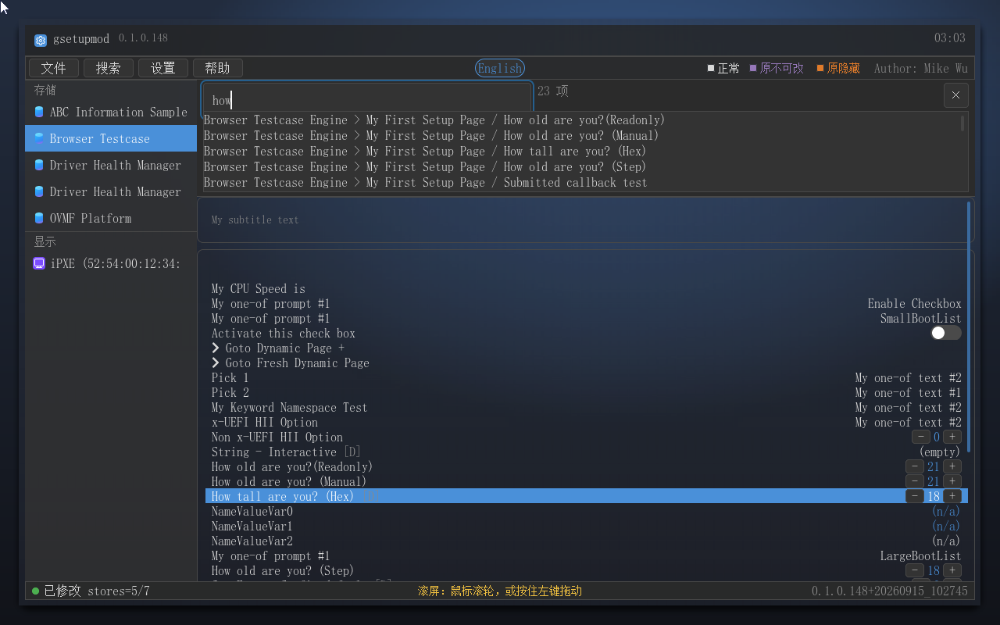 gsetupmod 0.1.0.148 03:03
文件 搜索 设置 帮助 English 正常 原不可改 原隐藏 Author: Mike Wu
存储
ABC Information Sample
Browser Testcase
Driver Health Manager
Driver Health Manager
OVMF Platform
显示
iPXE (52:54:00:12:34:
how 23 项
Browser Testcase Engine > My First Setup Page / How old are you?(Readonly)
Browser Testcase Engine > My First Setup Page / How old are you? (Manual)
Browser Testcase Engine > My First Setup Page / How tall are you? (Hex)
Browser Testcase Engine > My First Setup Page / How old are you? (Step)
Browser Testcase Engine > My First Setup Page / Submitted callback test
My subtitle text
My CPU Speed is
My one-of prompt #1 Enable Checkbox
My one-of prompt #1 SmallBootList
Activate this check box
Goto Dynamic Page +
Goto Fresh Dynamic Page
Pick 1 My one-of text #2
Pick 2 My one-of text #1
My Keyword Namespace Test My one-of text #2
x-UEFI HII Option My one-of text #2
Non x-UEFI HII Option - 0 +
String - Interactive [D] (empty)
How old are you?(Readonly) - 21 +
How old are you? (Manual) - 21 +
How tall are you? (Hex) - 18 +
NameValueVar0 (n/a)
NameValueVar1 (n/a)
NameValueVar2 (n/a)
My one-of prompt #1 LargeBootList
How old are you? (Step) - 18 +
已修改 stores=5/7 滚屏: 鼠标滚轮, 或按住左键拖动 0.1.0.148+20260915_102745